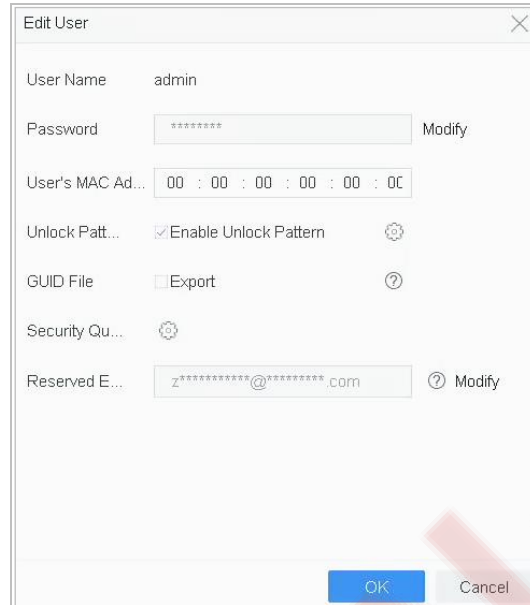 Edit User
User Name admin
Password ******** Modify
User's MAC Ad... 00 : 00 : 00 : 00 : 00 : 0C
Unlock Patt... Enable Unlock Pattern
GUID File Export
Security Qu...
Reserved E... z***********@*********.com Modify
OK Cancel